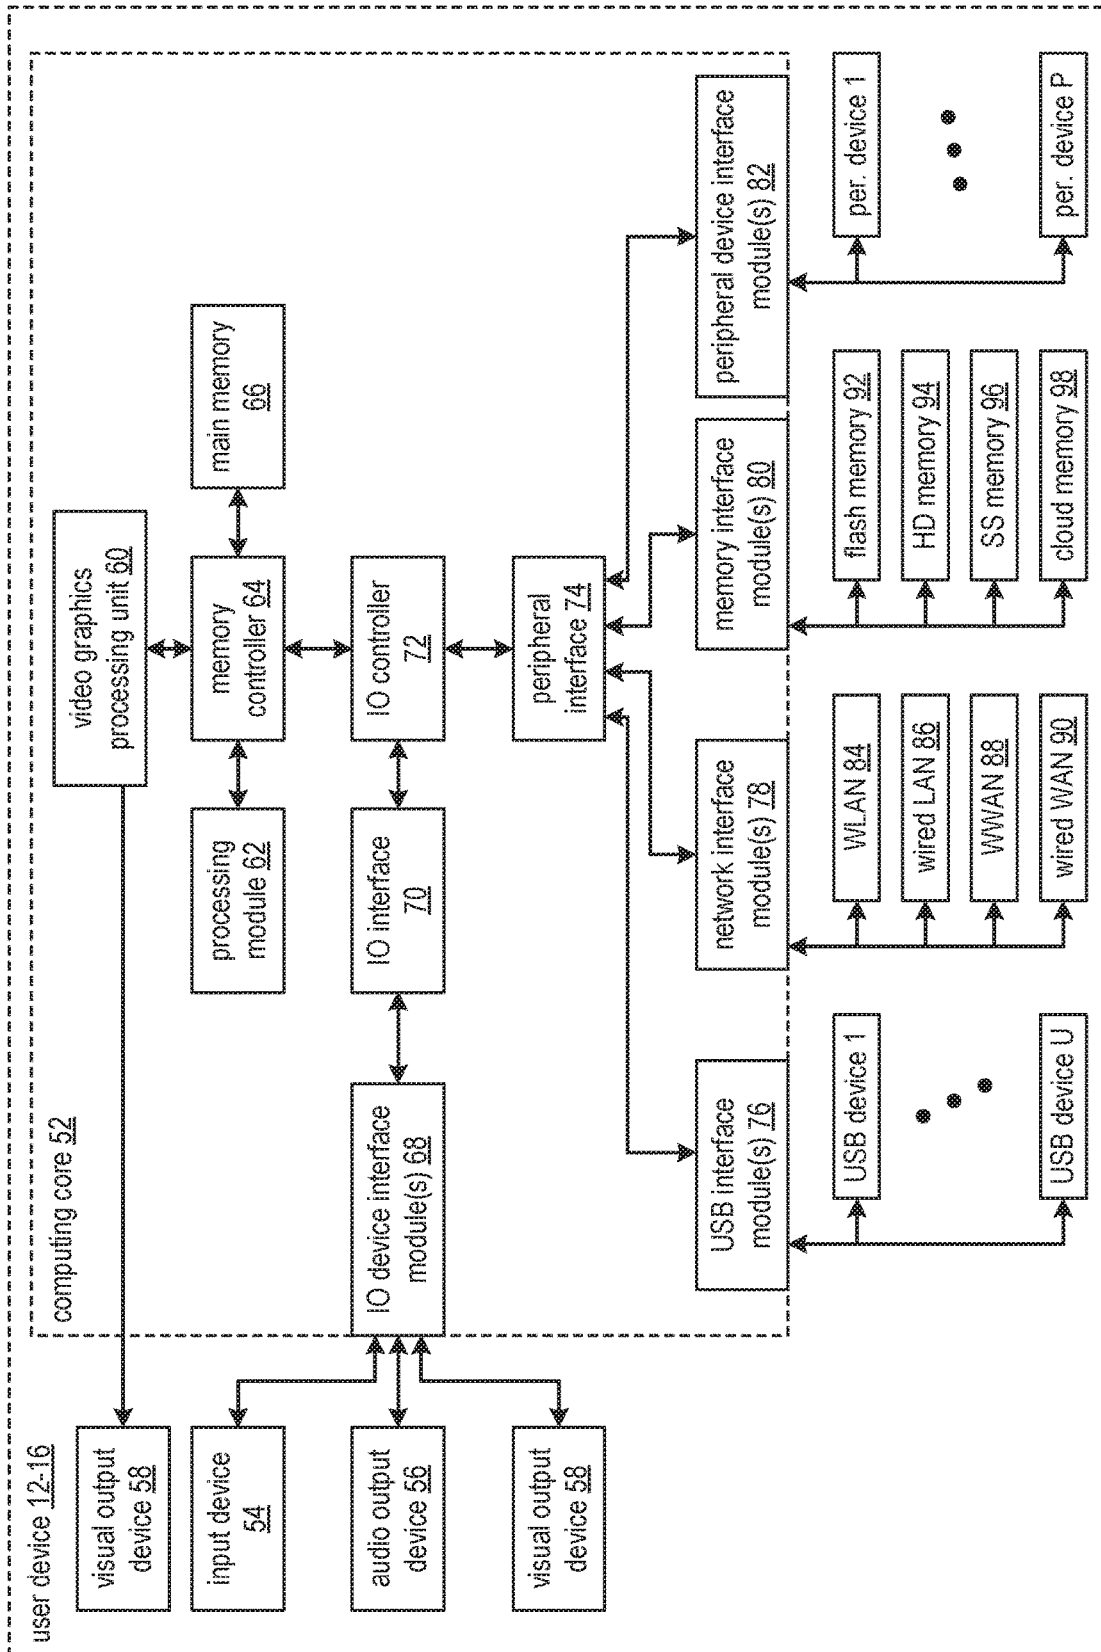 user device 12-16
computing core 52
visual output
device 58
video graphics
processing unit 60
input device
54
processing
module 62
memory
controller 64
main memory
66
audio output
device 56
IO device interface
module(s) 68
IO interface
70
IO controller
72
visual output
device 58
peripheral
interface 74
USB interface
module(s) 76
network interface
module(s) 78
memory interface
module(s) 80
peripheral device interface
module(s) 82
USB device 1
USB device U
WLAN 84
wired LAN 86
WWAN 88
wired WAN 90
flash memory 92
HD memory 94
SS memory 96
cloud memory 98
per. device 1
per. device P